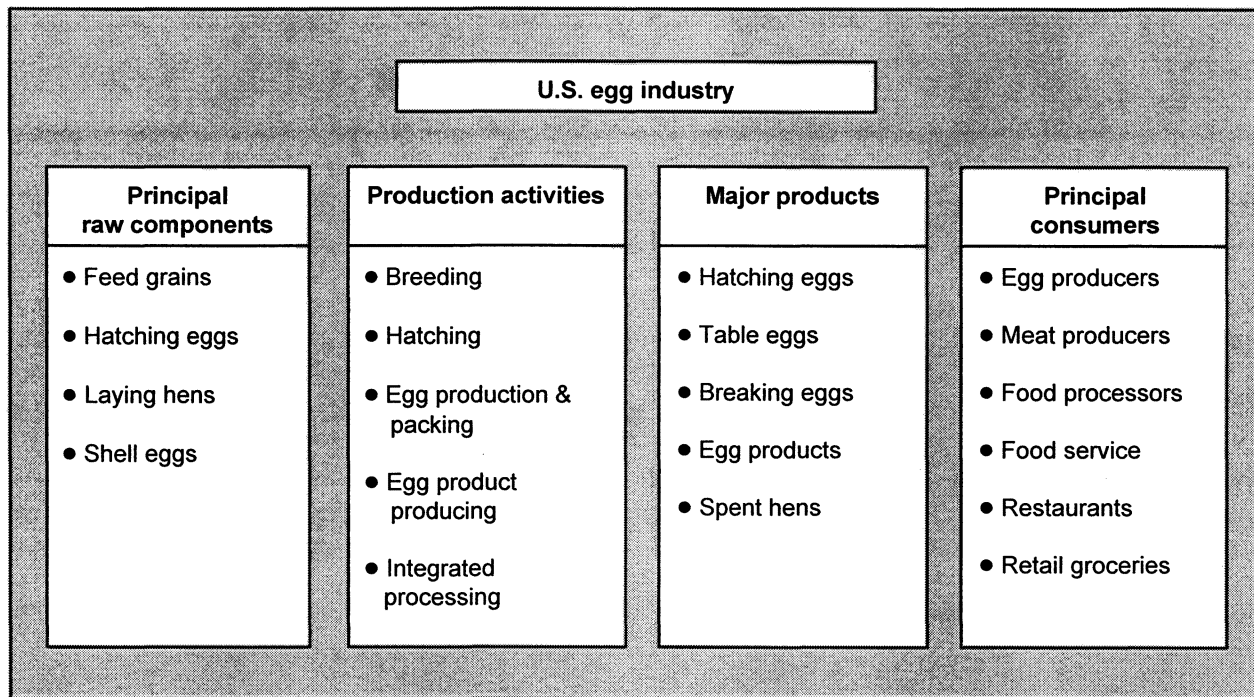 U.S. egg industry
Principal
raw components
● Feed grains
● Hatching eggs
● Laying hens
● Shell eggs
Production activities
● Breeding
● Hatching
● Egg production &
packing
● Egg product
producing
● Integrated
processing
Major products
● Hatching eggs
● Table eggs
● Breaking eggs
● Egg products
● Spent hens
Principal
consumers
● Egg producers
● Meat producers
● Food processors
● Food service
● Restaurants
● Retail groceries